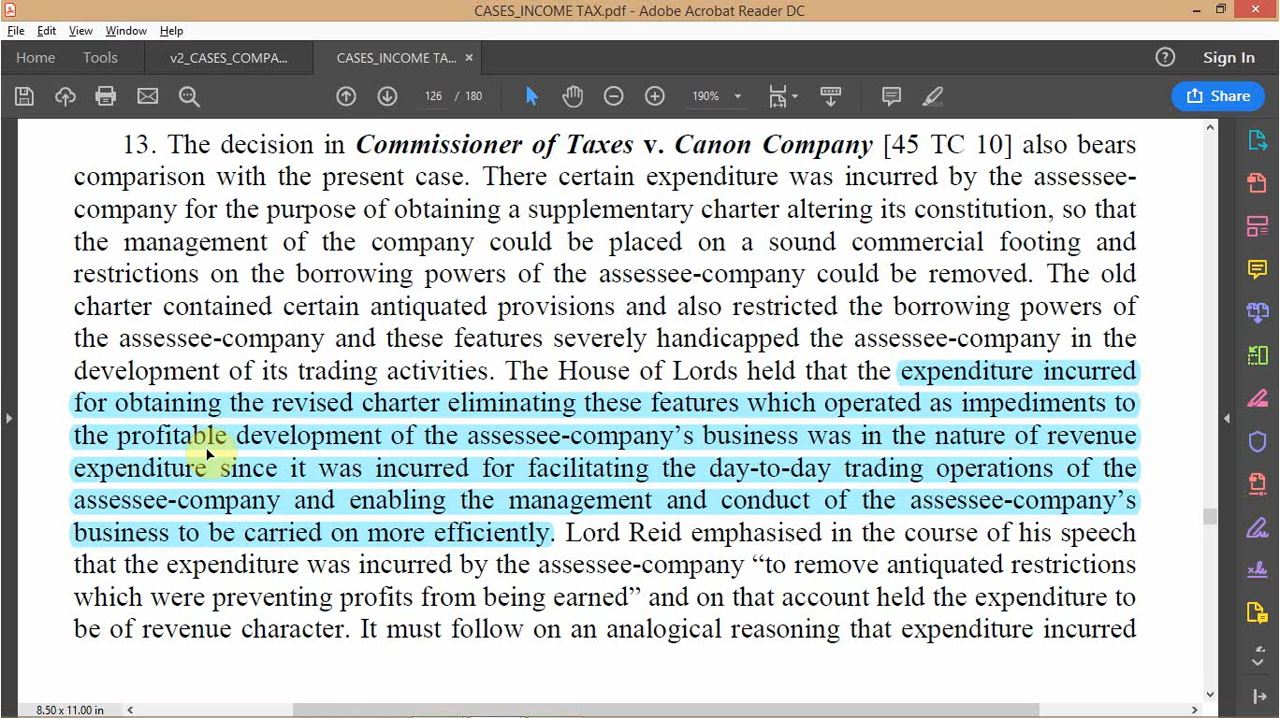 CASES_INCOME TAX.pdf - Adobe Acrobat Reader DC
File Edit View Window Help
Home Tools v2_CASES_COMPA... CASES_INCOME TA... ×
Sign In
126 / 180
190%
Share
13. The decision in Commissioner of Taxes v. Canon Company [45 TC 10] also bears
comparison with the present case. There certain expenditure was incurred by the assessee-
company for the purpose of obtaining a supplementary charter altering its constitution, so that
the management of the company could be placed on a sound commercial footing and
restrictions on the borrowing powers of the assessee-company could be removed. The old
charter contained certain antiquated provisions and also restricted the borrowing powers of
the assessee-company and these features severely handicapped the assessee-company in the
development of its trading activities. The House of Lords held that the expenditure incurred
for obtaining the revised charter eliminating these features which operated as impediments to
the profitable development of the assessee-company’s business was in the nature of revenue
expenditure since it was incurred for facilitating the day-to-day trading operations of the
assessee-company and enabling the management and conduct of the assessee-company’s
business to be carried on more efficiently. Lord Reid emphasised in the course of his speech
that the expenditure was incurred by the assessee-company “to remove antiquated restrictions
which were preventing profits from being earned” and on that account held the expenditure to
be of revenue character. It must follow on an analogical reasoning that expenditure incurred
8.50 x 11.00 in